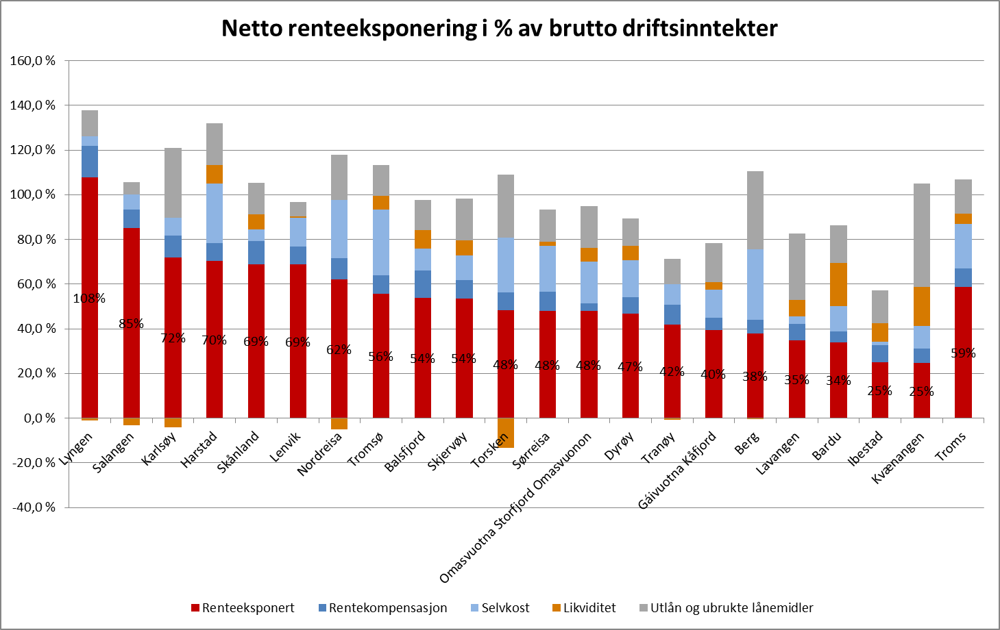 Netto renteeksponering i % av brutto driftsinntekter
160,0 %
140,0 %
120,0 %
100,0 %
80,0 %
60,0 %
40,0 %
20,0 %
0,0 %
-20,0 %
-40,0 %
108%
85%
72%
70%
69%
69%
62%
56%
54%
54%
48%
48%
48%
47%
42%
40%
38%
35%
34%
25%
25%
59%
Lyngen
Salangen
Karlsøy
Harstad
Skånland
Lenvik
Nordreisa
Tromsø
Balsfjord
Skjervøy
Torsken
Sørreisa
Omasvuotna Storfjord Omasvuonon
Dyrøy
Tranøy
Gáivuotna Kåfjord
Berg
Lavangen
Bardu
Ibestad
Kvænangen
Troms
Renteeksponert
Rentekompensasjon
Selvkost
Likviditet
Utlån og ubrukte lånemidler